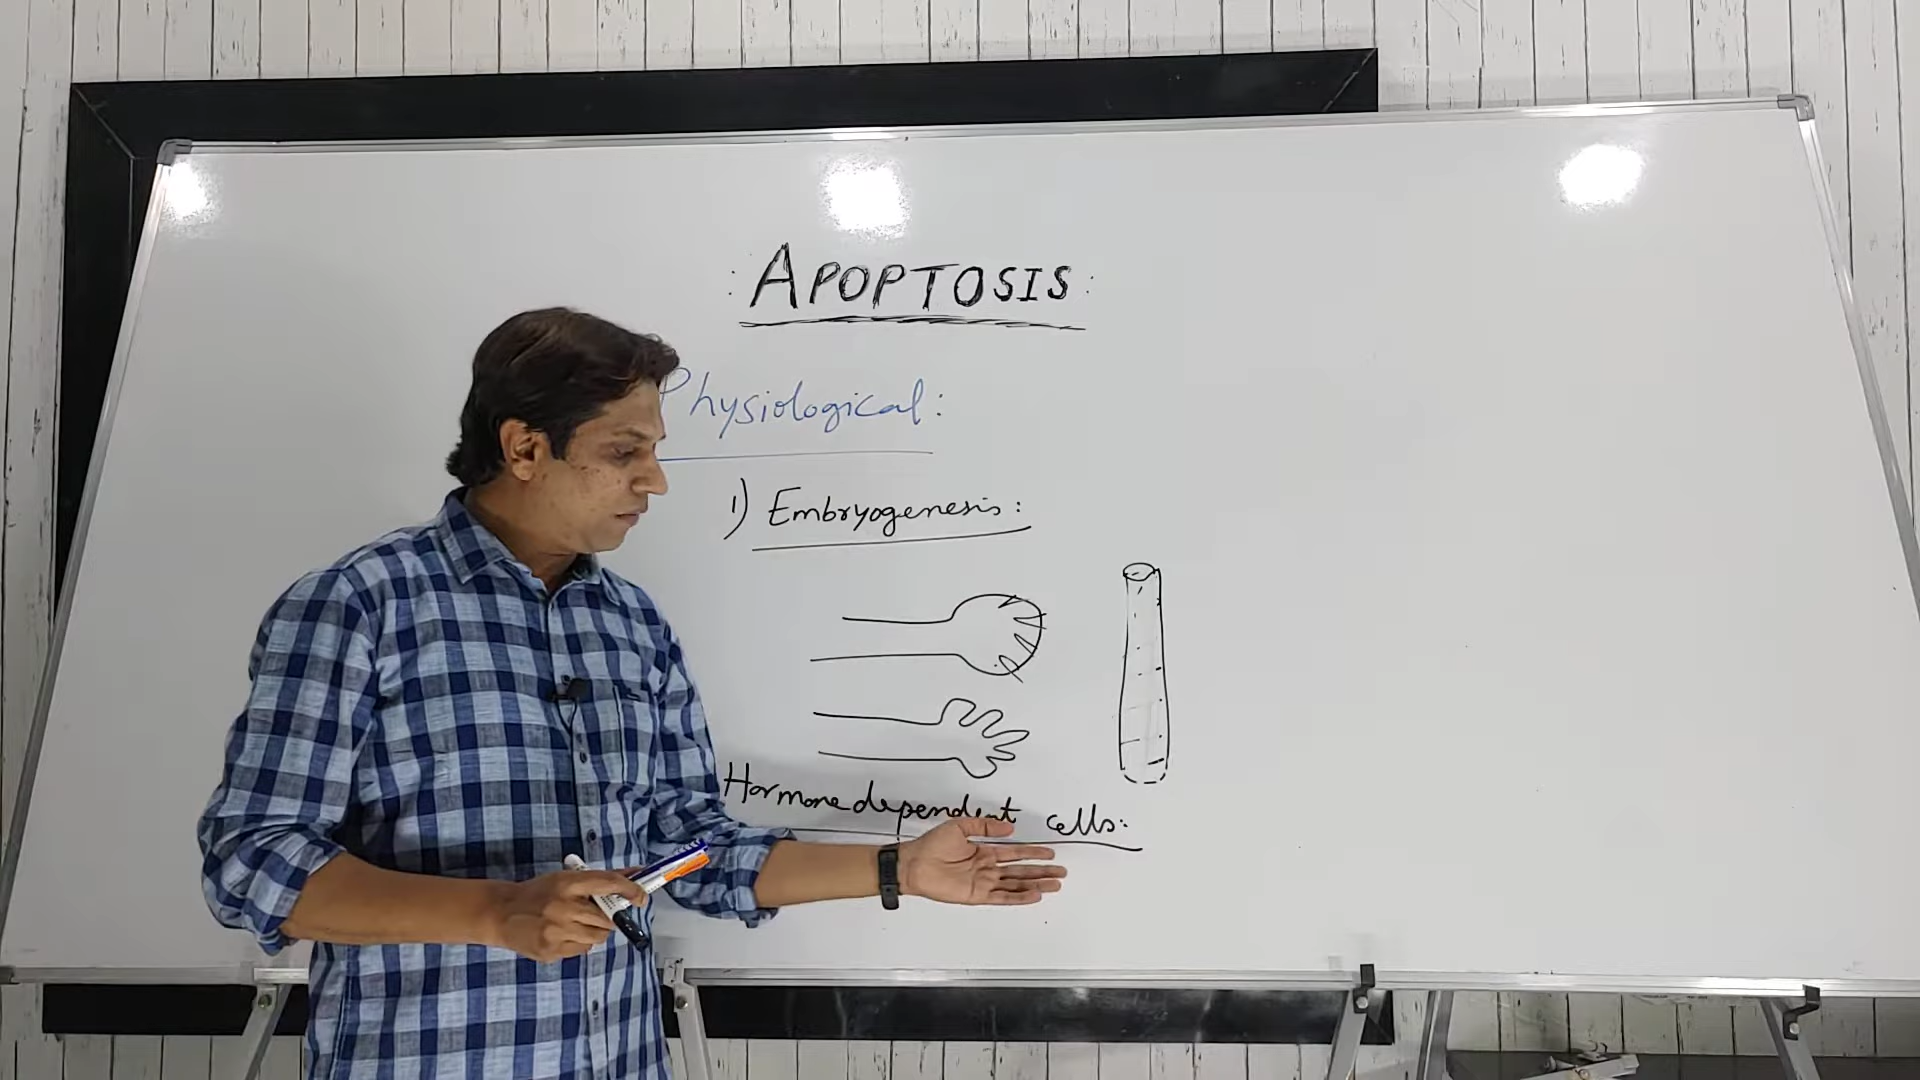 : APOPTOSIS :
Physiological:
1) Embryogenesis:
Hormone dependent cells: